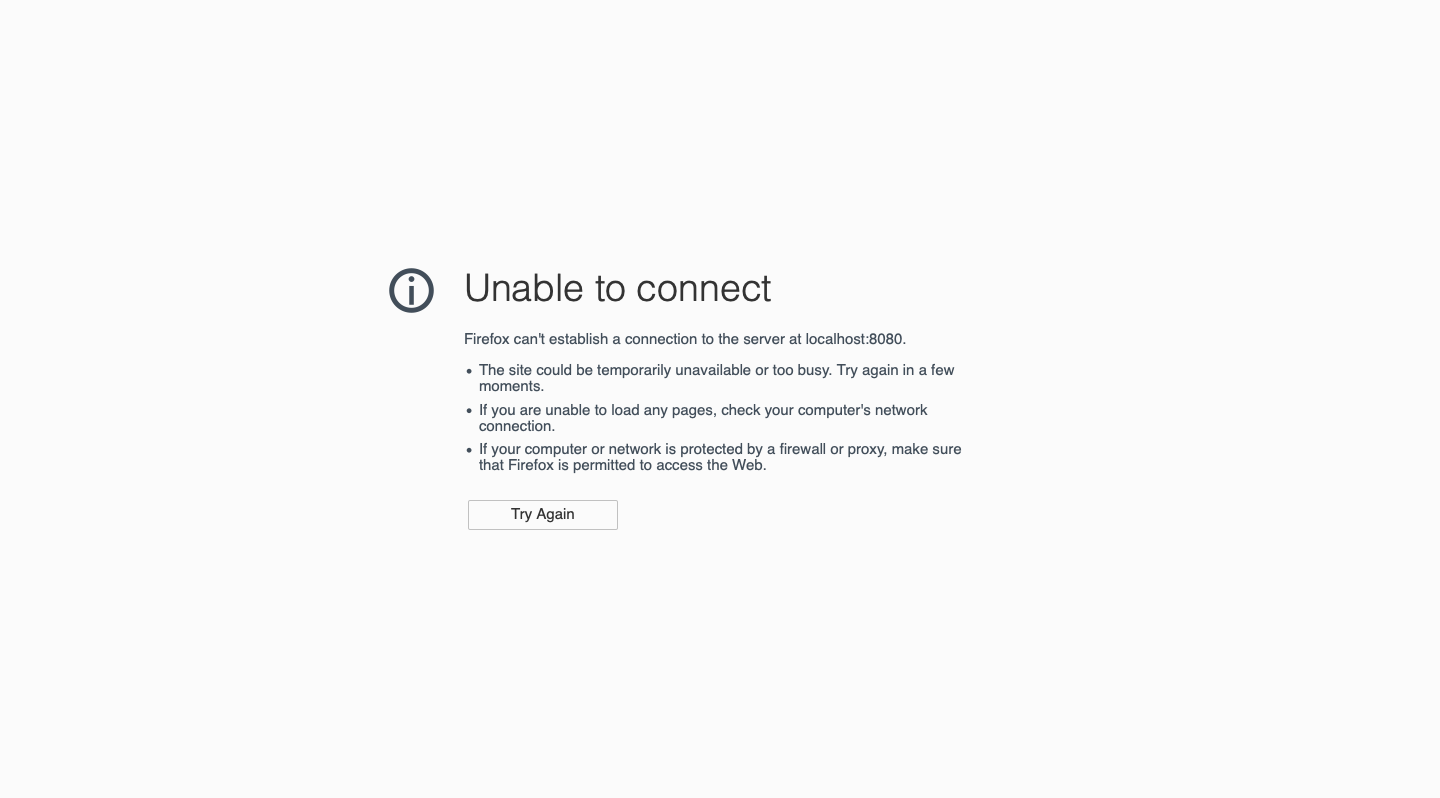 Unable to connect
Firefox can't establish a connection to the server at localhost:8080.
• The site could be temporarily unavailable or too busy. Try again in a few
moments.
• If you are unable to load any pages, check your computer's network
connection.
• If your computer or network is protected by a firewall or proxy, make sure
that Firefox is permitted to access the Web.
Try Again